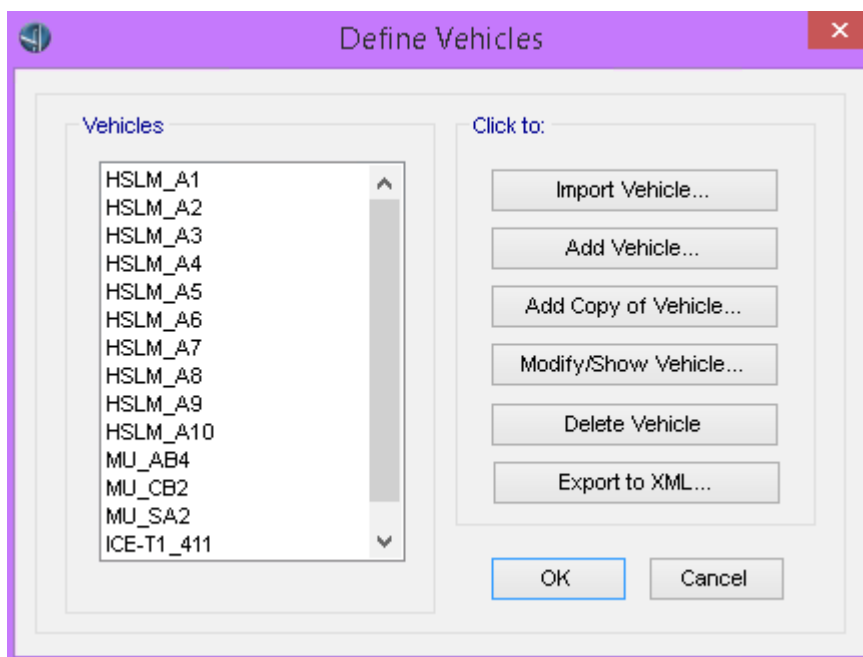 Define Vehicles
Vehicles
HSLM_A1
HSLM_A2
HSLM_A3
HSLM_A4
HSLM_A5
HSLM_A6
HSLM_A7
HSLM_A8
HSLM_A9
HSLM_A10
MU_AB4
MU_CB2
MU_SA2
ICE-T1_411
Click to:
Import Vehicle...
Add Vehicle...
Add Copy of Vehicle...
Modify/Show Vehicle...
Delete Vehicle
Export to XML...
OK
Cancel